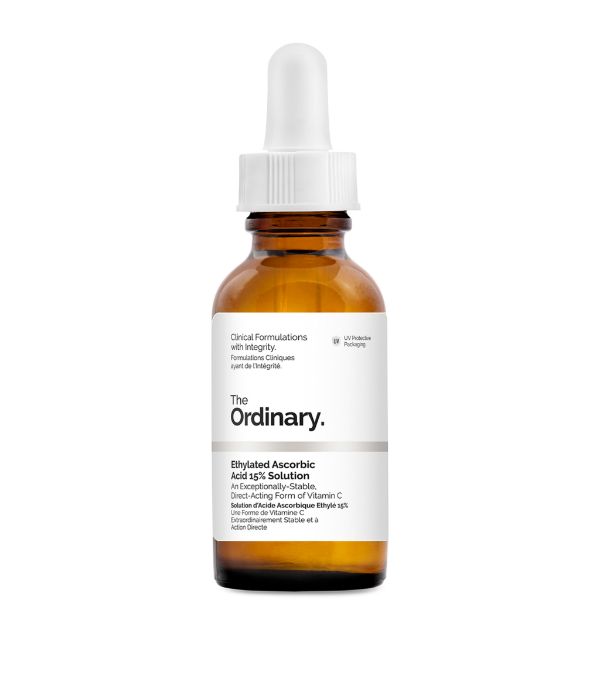 Clinical Formulations
with Integrity.
Formulations Cliniques
ayant de l'Intégrité.
UV
UV Protective
Packaging
The
Ordinary.
Ethylated Ascorbic
Acid 15% Solution
An Exceptionally-Stable,
Direct-Acting Form of Vitamin C
Solution d'Acide Ascorbique Ethylé 15%
Une Forme de Vitamine C
Extraordinairement Stable et à
Action Directe